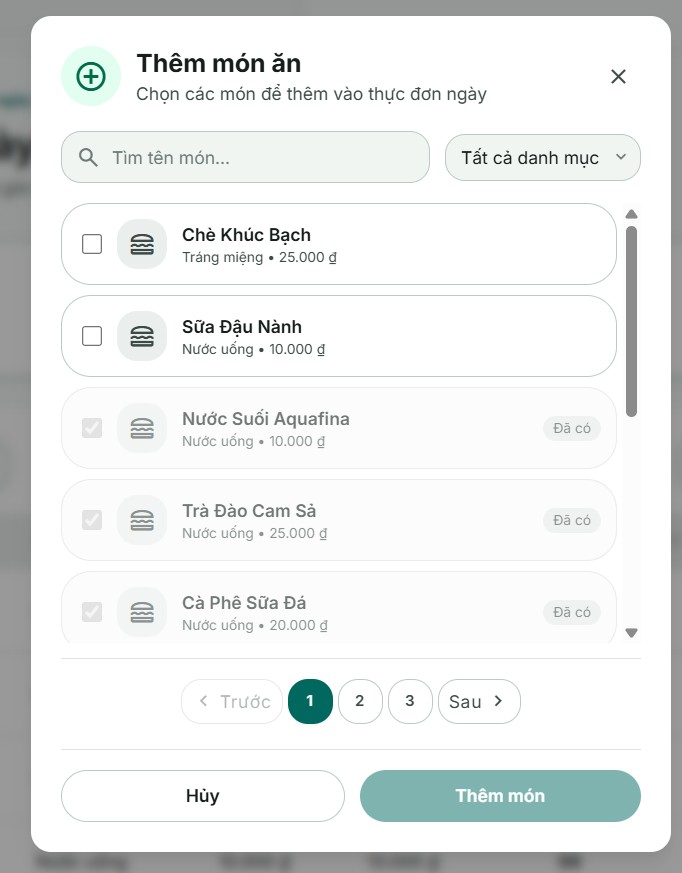 Thêm món ăn
Chọn các món để thêm vào thực đơn ngày
Tìm tên món...
Tất cả danh mục
Chè Khúc Bạch
Tráng miệng • 25.000 ₫
Sữa Đậu Nành
Nước uống • 10.000 ₫
Nước Suối Aquafina
Nước uống • 10.000 ₫
Đã có
Trà Đào Cam Sả
Nước uống • 25.000 ₫
Đã có
Cà Phê Sữa Đá
Nước uống • 20.000 ₫
Đã có
Trước 1 2 3 Sau
Hủy
Thêm món